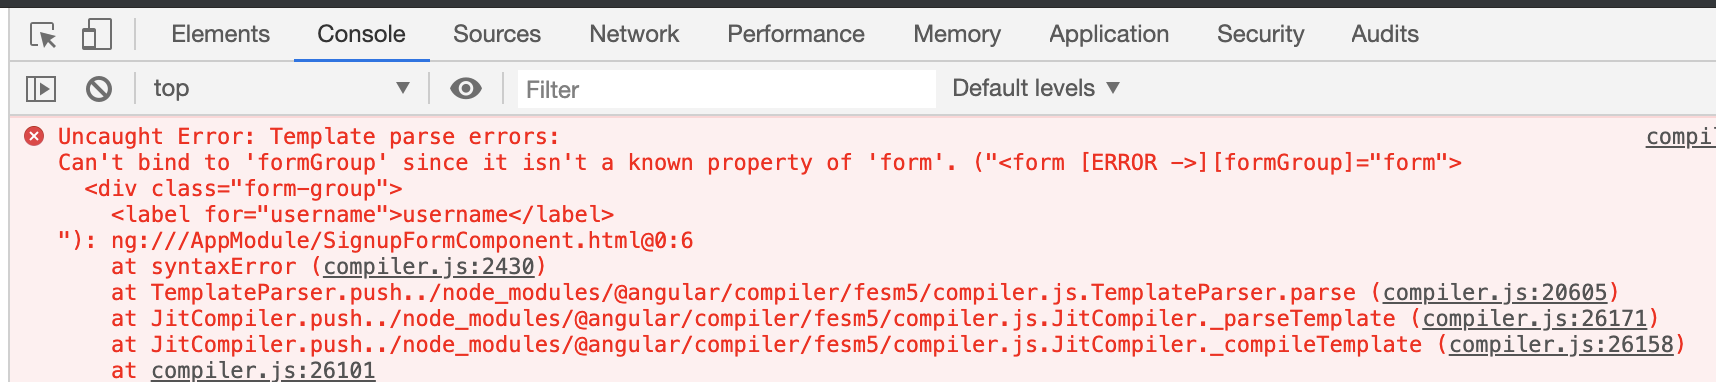 Elements Console Sources Network Performance Memory Application Security Audits
top Filter Default levels
Uncaught Error: Template parse errors: compil
Can't bind to 'formGroup' since it isn't a known property of 'form'. ("<form [ERROR ->][formGroup]="form">
<div class="form-group">
<label for="username">username</label>
"): ng:///AppModule/SignupFormComponent.html@0:6
at syntaxError (compiler.js:2430)
at TemplateParser.push../node_modules/@angular/compiler/fesm5/compiler.js.TemplateParser.parse (compiler.js:20605)
at JitCompiler.push../node_modules/@angular/compiler/fesm5/compiler.js.JitCompiler._parseTemplate (compiler.js:26171)
at JitCompiler.push../node_modules/@angular/compiler/fesm5/compiler.js.JitCompiler._compileTemplate (compiler.js:26158)
at compiler.js:26101